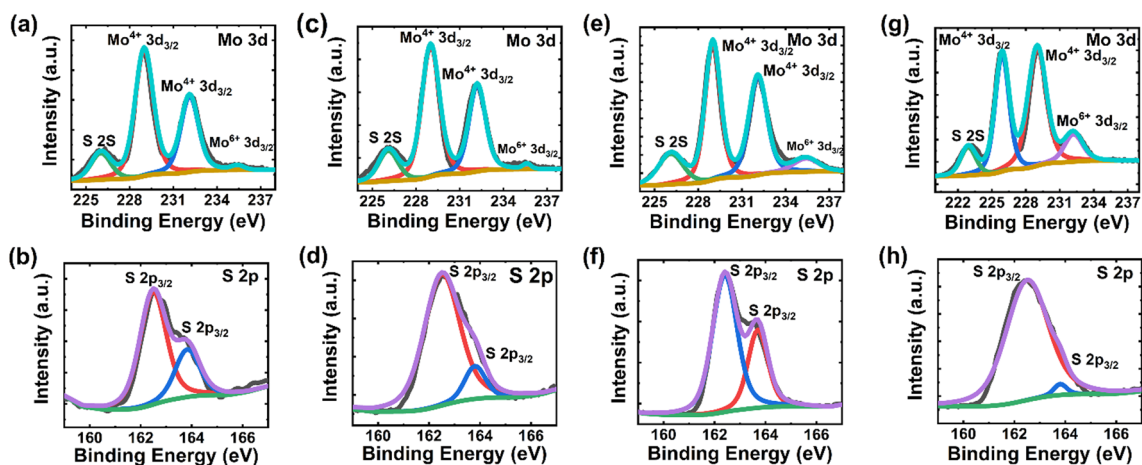 (a)
Mo⁴⁺ 3d₃/₂
Mo 3d
Mo⁴⁺ 3d₃/₂
S 2S
Mo⁶⁺ 3d₃/₂
Intensity (a.u.)
225 228 231 234 237
Binding Energy (eV)
(c)
Mo⁴⁺ 3d₃/₂
Mo 3d
Mo⁴⁺ 3d₃/₂
S 2S
Mo⁶⁺ 3d₃/₂
Intensity (a.u.)
225 228 231 234 237
Binding Energy (eV)
(e)
Mo 3d
Mo⁴⁺ 3d₃/₂
Mo⁴⁺ 3d₃/₂
S 2S
Mo⁶⁺ 3d₃/₂
Intensity (a.u.)
225 228 231 234 237
Binding Energy (eV)
(g)
Mo⁴⁺ 3d₃/₂
Mo 3d
Mo⁴⁺ 3d₃/₂
Mo⁶⁺ 3d₃/₂
S 2S
Intensity (a.u.)
222 225 228 231 234 237
Binding Energy (eV)
(b)
S 2p
S 2p₃/₂
S 2p₃/₂
Intensity (a.u.)
160 162 164 166
Binding Energy (eV)
(d)
S 2p
S 2p₃/₂
S 2p₃/₂
Intensity (a.u.)
160 162 164 166
Binding Energy (eV)
(f)
S 2p
S 2p₃/₂
S 2p₃/₂
Intensity (a.u.)
160 162 164 166
Binding Energy (eV)
(h)
S 2p₃/₂
S 2p
S 2p₃/₂
Intensity (a.u.)
160 162 164 166
Binding Energy (eV)